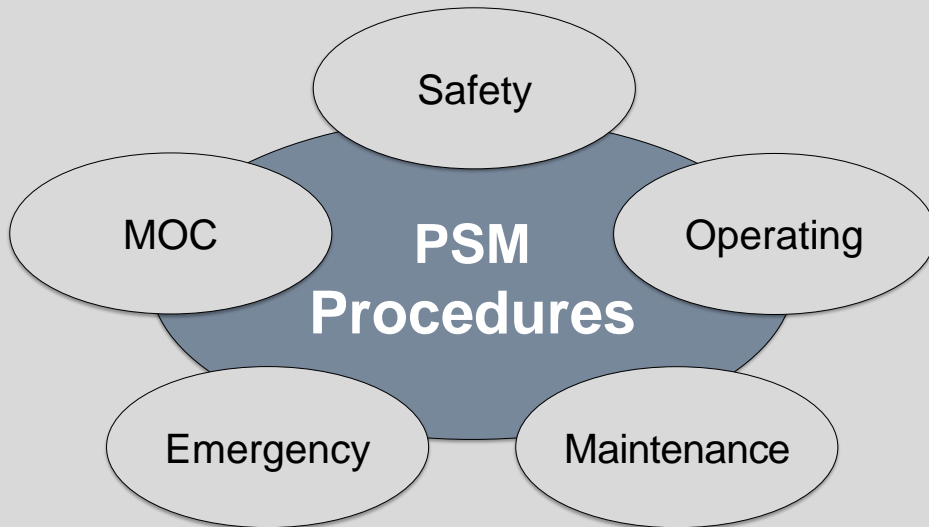 Safety
MOC
PSM
Procedures
Operating
Emergency
Maintenance